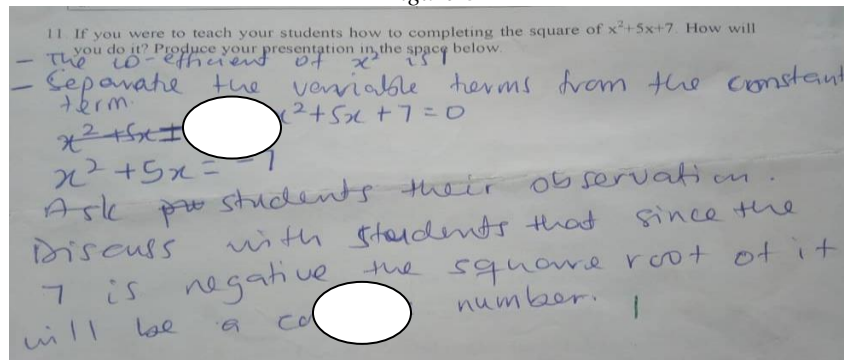 11. If you were to teach your students how to completing the square of x²+5x+7. How will
you do it? Produce your presentation in the space below.
- The co-efficient of x² is 1
- Separate the variable terms from the constant
term.
x² + 5x + x² + 5x + 7 = 0
x² + 5x = -7
Ask students their observation.
Discuss with students that since the
7 is negative the square root of it
will be a number.